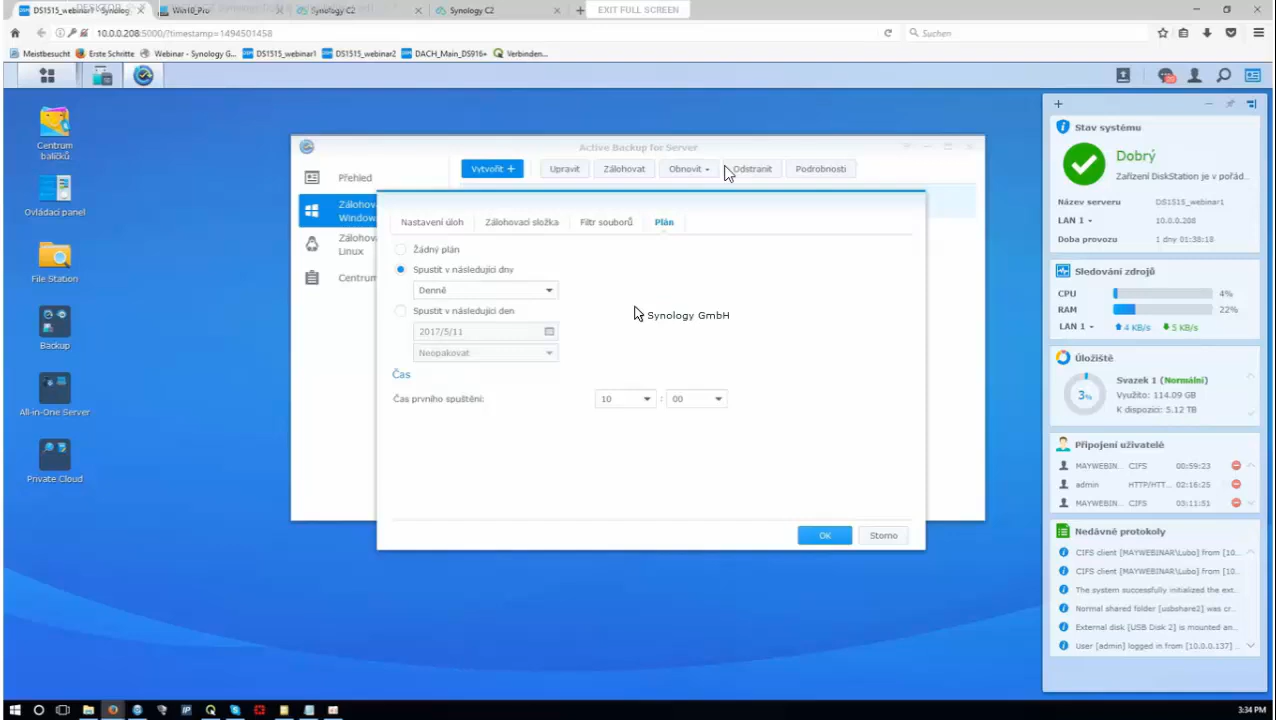 DS1515_webinar1 - Synolog
Win10_Pro
Synology C2
Synology C2
EXIT FULL SCREEN
10.0.0.208:5000/?timestamp=1494501458
Suchen
Meistbesucht
Erste Schritte
Webinar - Synology G...
DS1515_webinar1
DS1515_webinar2
DACH_Main_DS916+
Verbinden...
Centrum
balíčků
Ovládací panel
File Station
Backup
All-in-One Server
Private Cloud
Active Backup for Server
Vytvořit +
Upravit
Zálohovat
Obnovit
Odstranit
Podrobnosti
Přehled
Zálohov
Window
Zálohov
Linux
Centrum
Nastavení úloh
Zálohovací složka
Filtr souborů
Plán
Žádný plán
Spustit v následující dny
Denně
Spustit v následující den
2017/5/11
Neopakovat
Synology GmbH
Čas
Čas prvního spuštění:
10 : 00
OK
Storno
Stav systému
Dobrý
Zařízení DiskStation je v pořád...
Název serveru DS1515_webinar1
LAN 1 10.0.0.208
Doba provozu 1 dny 01:38:18
Sledování zdrojů
CPU 4%
RAM 22%
LAN 1 4 KB/s 5 KB/s
Úložiště
3%
Svazek 1 (Normální)
Využito: 114.09 GB
K dispozici: 5.12 TB
Připojení uživatelé
MAYWEBIN... CIFS 00:59:23
admin HTTP/HTT... 02:16:25
MAYWEBIN... CIFS 03:11:51
Nedávné protokoly
CIFS client [MAYWEBINAR\Lubo] from [10...
CIFS client [MAYWEBINAR\Lubo] from [10...
The system successfully initialized the ext...
Normal shared folder [usbshare2] was cr...
External disk [USB Disk 2] is mounted an...
User [admin] logged in from [10.0.0.137] ...
3:34 PM